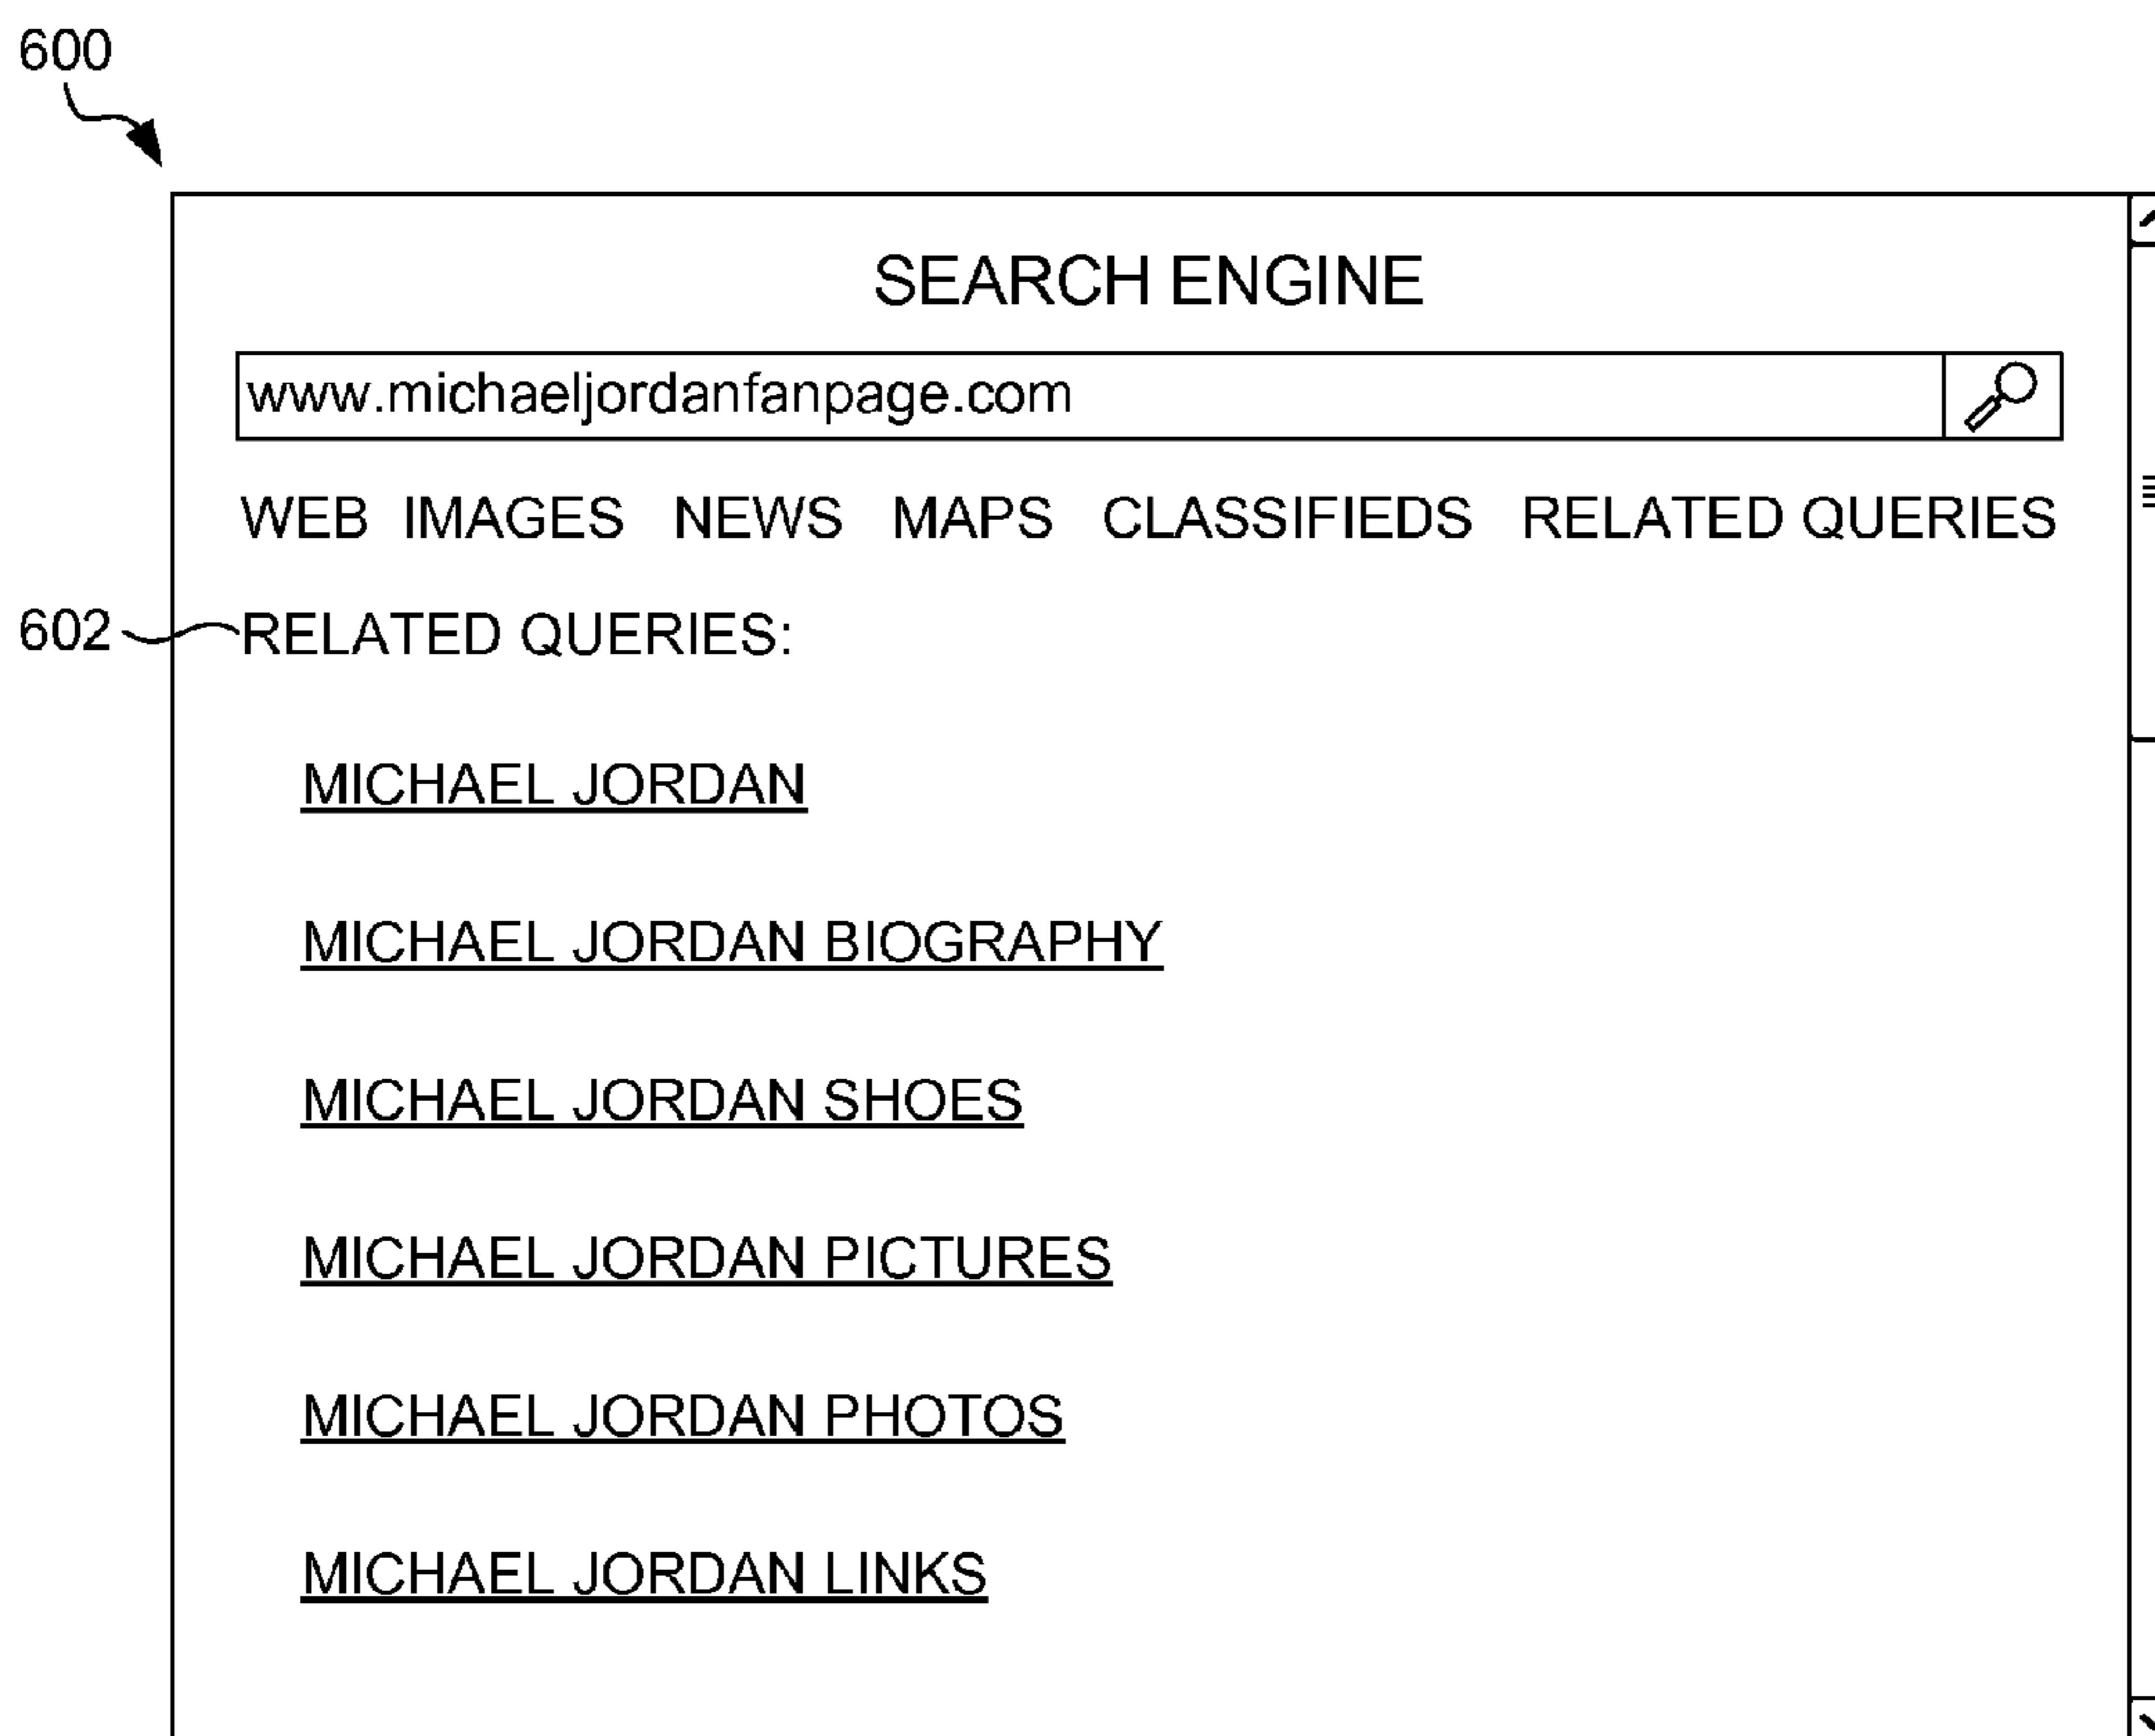 600
SEARCH ENGINE
www.michaeljordanfanpage.com
WEB IMAGES NEWS MAPS CLASSIFIEDS RELATED QUERIES
602 RELATED QUERIES:
MICHAEL JORDAN
MICHAEL JORDAN BIOGRAPHY
MICHAEL JORDAN SHOES
MICHAEL JORDAN PICTURES
MICHAEL JORDAN PHOTOS
MICHAEL JORDAN LINKS